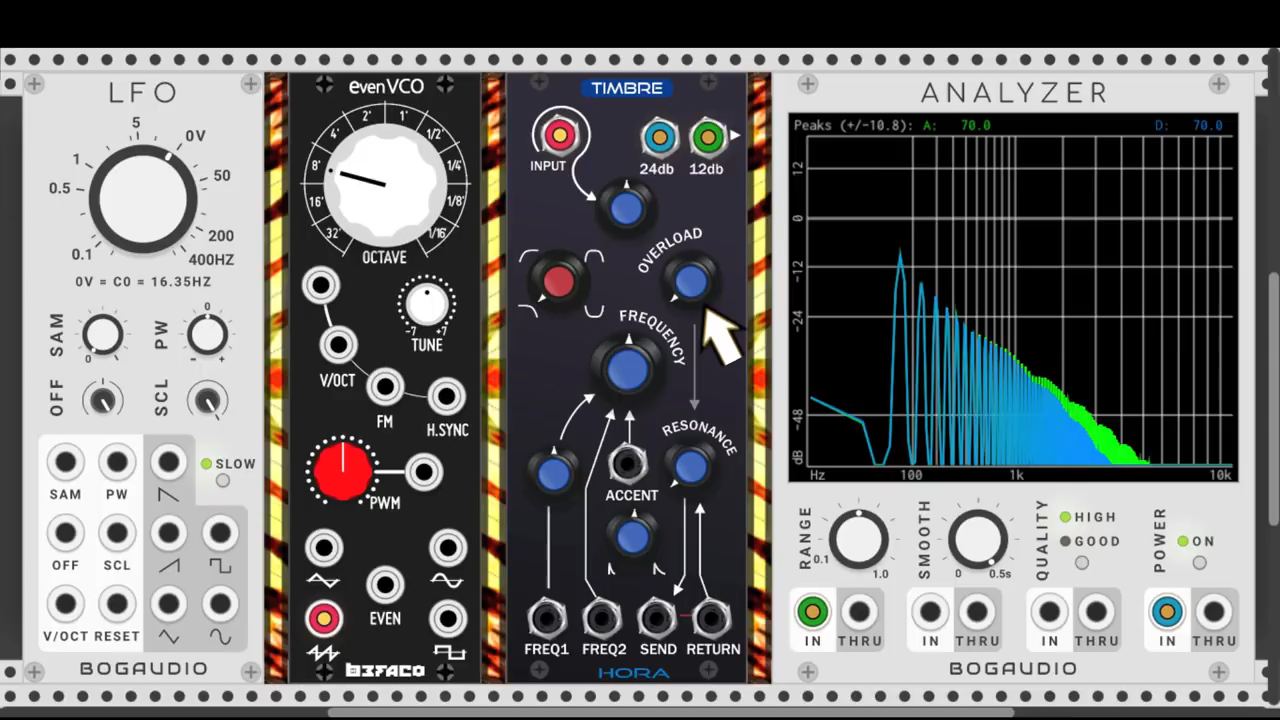 LFO
5
0V
1
50
0.5
200
0.1
400HZ
0V = C0 = 16.35HZ
SAM
0
PW
0
- +
OFF
SCL
SLOW
SAM PW
OFF SCL
V/OCT RESET
BOGAUDIO
evenVCO
2' 1'
4' 1/2'
8' 1/4'
16' 1/8'
32' 1/16'
OCTAVE
-7 +7
TUNE
V/OCT
FM
H.SYNC
PWM
EVEN
B3FACO
TIMBRE
INPUT
24db 12db
OVERLOAD
FREQUENCY
RESONANCE
ACCENT
FREQ1 FREQ2 SEND RETURN
HORA
ANALYZER
Peaks (+/-10.8): A: 70.0 D: 70.0
12
0
-12
-24
-48
dB
Hz 100 1k 10k
RANGE
0.1 1.0
SMOOTH
0 0.5s
QUALITY
HIGH
GOOD
POWER
ON
IN THRU IN THRU IN THRU IN THRU
BOGAUDIO